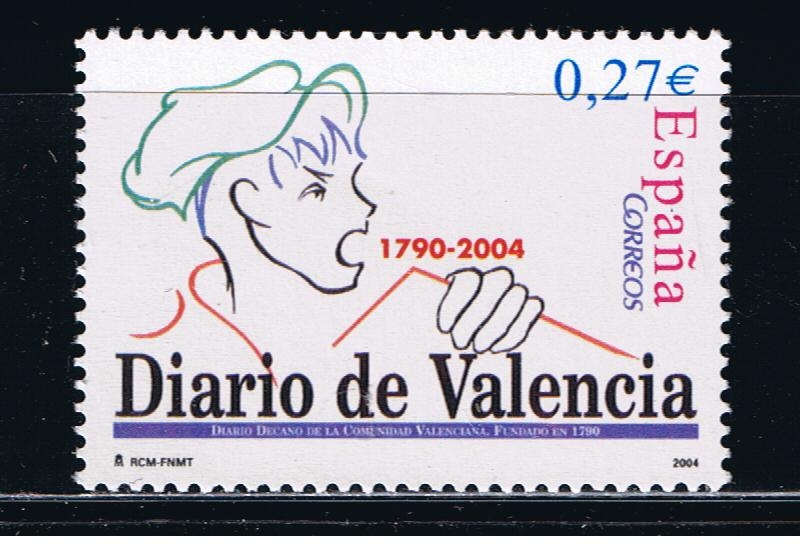 0,27€
España
CORREOS
1790-2004
Diario de Valencia
DIARIO DECANO DE LA COMUNIDAD VALENCIANA. FUNDADO EN 1790
RCM-FNMT
2004